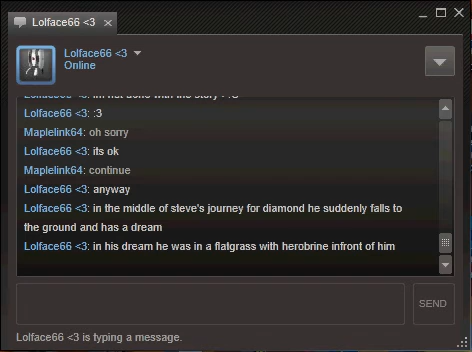 Lolface66 <3
Lolface66 <3
Online
Lolface66 <3: :3
Maplelink64: oh sorry
Lolface66 <3: its ok
Maplelink64: continue
Lolface66 <3: anyway
Lolface66 <3: in the middle of steve's journey for diamond he suddenly falls to
the ground and has a dream
Lolface66 <3: in his dream he was in a flatgrass with herobrine infront of him
SEND
Lolface66 <3 is typing a message.